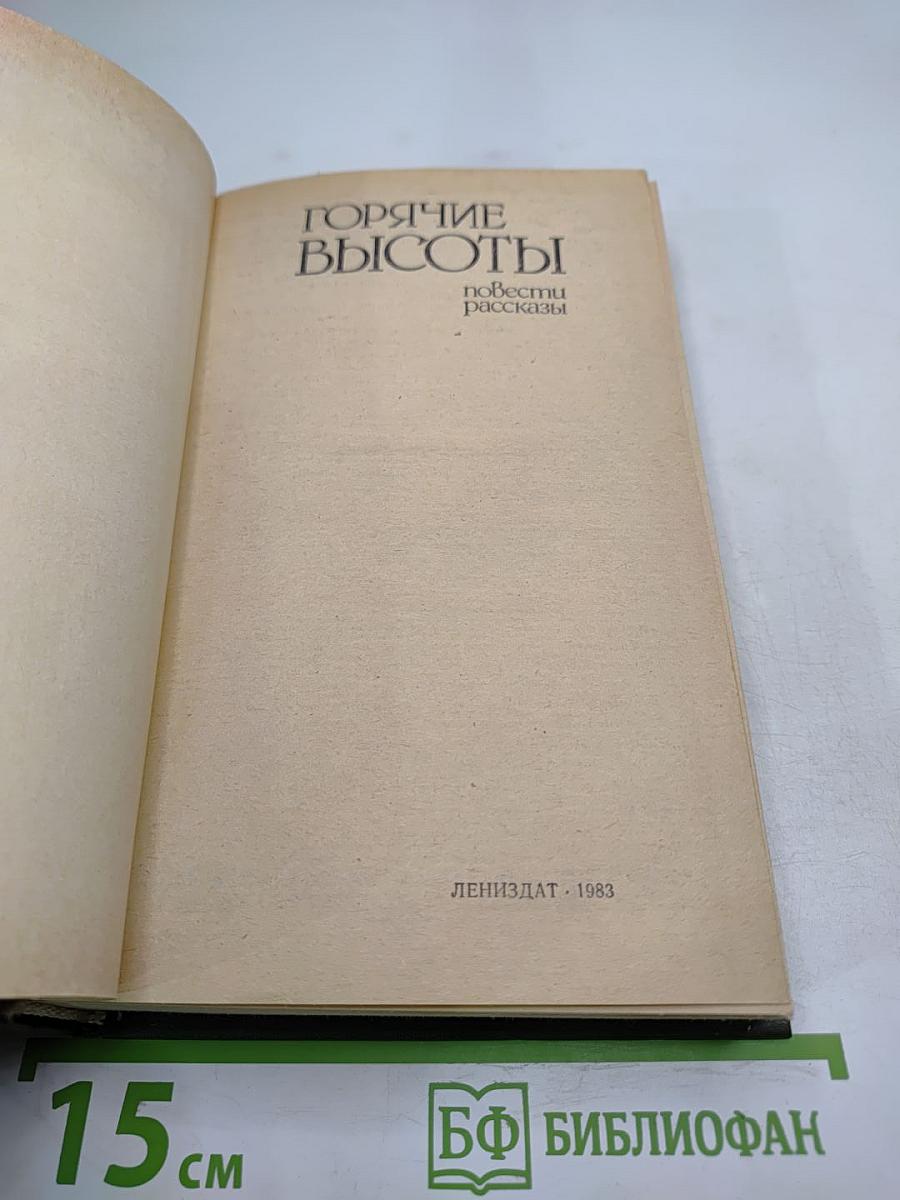 ГОРЯЧИЕ
ВЫСОТЫ
повести
рассказы
ЛЕНИЗДАТ · 1983
15 см
БФ БИБЛИОФАН